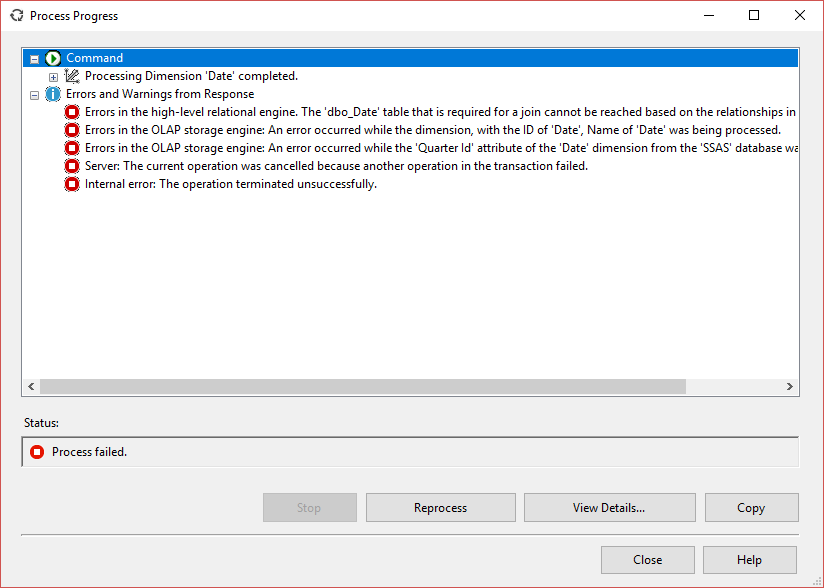 Process Progress
Command
Processing Dimension 'Date' completed.
Errors and Warnings from Response
Errors in the high-level relational engine. The 'dbo_Date' table that is required for a join cannot be reached based on the relationships in
Errors in the OLAP storage engine: An error occurred while the dimension, with the ID of 'Date', Name of 'Date' was being processed.
Errors in the OLAP storage engine: An error occurred while the 'Quarter Id' attribute of the 'Date' dimension from the 'SSAS' database wa
Server: The current operation was cancelled because another operation in the transaction failed.
Internal error: The operation terminated unsuccessfully.
Status:
Process failed.
Stop Reprocess View Details... Copy
Close Help